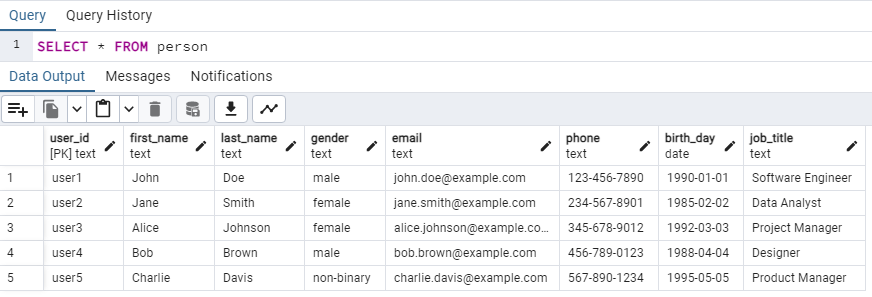 Query Query History
1 SELECT * FROM person
Data Output Messages Notifications
user_id first_name last_name gender email phone birth_day job_title
[PK] text text text text text text date text
1 user1 John Doe male john.doe@example.com 123-456-7890 1990-01-01 Software Engineer
2 user2 Jane Smith female jane.smith@example.com 234-567-8901 1985-02-02 Data Analyst
3 user3 Alice Johnson female alice.johnson@example.co... 345-678-9012 1992-03-03 Project Manager
4 user4 Bob Brown male bob.brown@example.com 456-789-0123 1988-04-04 Designer
5 user5 Charlie Davis non-binary charlie.davis@example.com 567-890-1234 1995-05-05 Product Manager